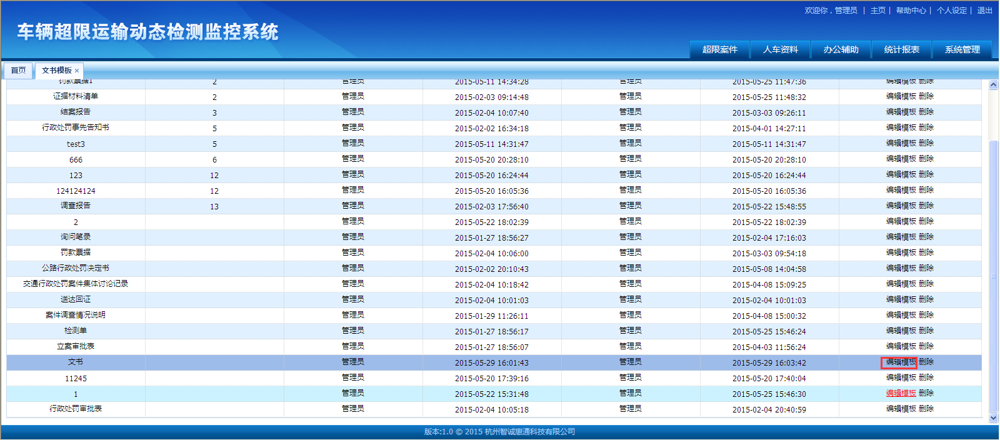 欢迎你，管理员 | 主页 | 帮助中心 | 个人设定 | 退出
车辆超限运输动态检测监控系统
超限案件 人车资料 办公辅助 统计报表 系统管理
首页 文书模板 ×
罚款票据1 2 管理员 2015-05-11 14:34:28 管理员 2015-05-25 11:47:36 编辑模板 删除
证据材料清单 2 管理员 2015-02-03 09:14:48 管理员 2015-05-25 11:48:32 编辑模板 删除
结案报告 3 管理员 2015-02-04 10:07:40 管理员 2015-03-03 09:26:11 编辑模板 删除
行政处罚事先告知书 5 管理员 2015-02-02 16:34:18 管理员 2015-04-01 14:27:11 编辑模板 删除
test3 5 管理员 2015-05-11 14:31:47 管理员 2015-05-11 14:31:47 编辑模板 删除
666 6 管理员 2015-05-20 20:28:10 管理员 2015-05-20 20:28:10 编辑模板 删除
123 12 管理员 2015-05-20 16:24:44 管理员 2015-05-20 16:24:44 编辑模板 删除
124124124 12 管理员 2015-05-20 16:05:36 管理员 2015-05-20 16:05:36 编辑模板 删除
调查报告 13 管理员 2015-02-03 17:56:40 管理员 2015-05-22 15:48:55 编辑模板 删除
2 管理员 2015-05-22 18:02:39 管理员 2015-05-22 18:02:39 编辑模板 删除
询问笔录 管理员 2015-01-27 18:56:27 管理员 2015-02-04 17:16:03 编辑模板 删除
罚款票据 管理员 2015-02-04 10:06:00 管理员 2015-03-03 09:54:18 编辑模板 删除
公路行政处罚决定书 管理员 2015-02-02 20:10:43 管理员 2015-05-08 14:04:58 编辑模板 删除
交通行政处罚案件集体讨论记录 管理员 2015-02-04 10:18:42 管理员 2015-04-08 15:09:25 编辑模板 删除
送达回证 管理员 2015-02-04 10:01:03 管理员 2015-02-04 10:01:03 编辑模板 删除
案件调查情况说明 管理员 2015-01-29 11:26:11 管理员 2015-04-08 15:00:32 编辑模板 删除
检测单 管理员 2015-01-27 18:56:17 管理员 2015-05-25 15:46:24 编辑模板 删除
立案审批表 管理员 2015-01-27 18:56:07 管理员 2015-04-03 11:56:24 编辑模板 删除
文书 管理员 2015-05-29 16:01:43 管理员 2015-05-29 16:03:42 编辑模板 删除
11245 管理员 2015-05-20 17:39:16 管理员 2015-05-20 17:40:04 编辑模板 删除
1 管理员 2015-05-22 15:31:48 管理员 2015-05-25 15:46:30 编辑模板 删除
行政处罚审批表 管理员 2015-02-04 10:05:18 管理员 2015-02-04 20:40:59 编辑模板 删除
版本:1.0 © 2015 杭州智诚惠通科技有限公司